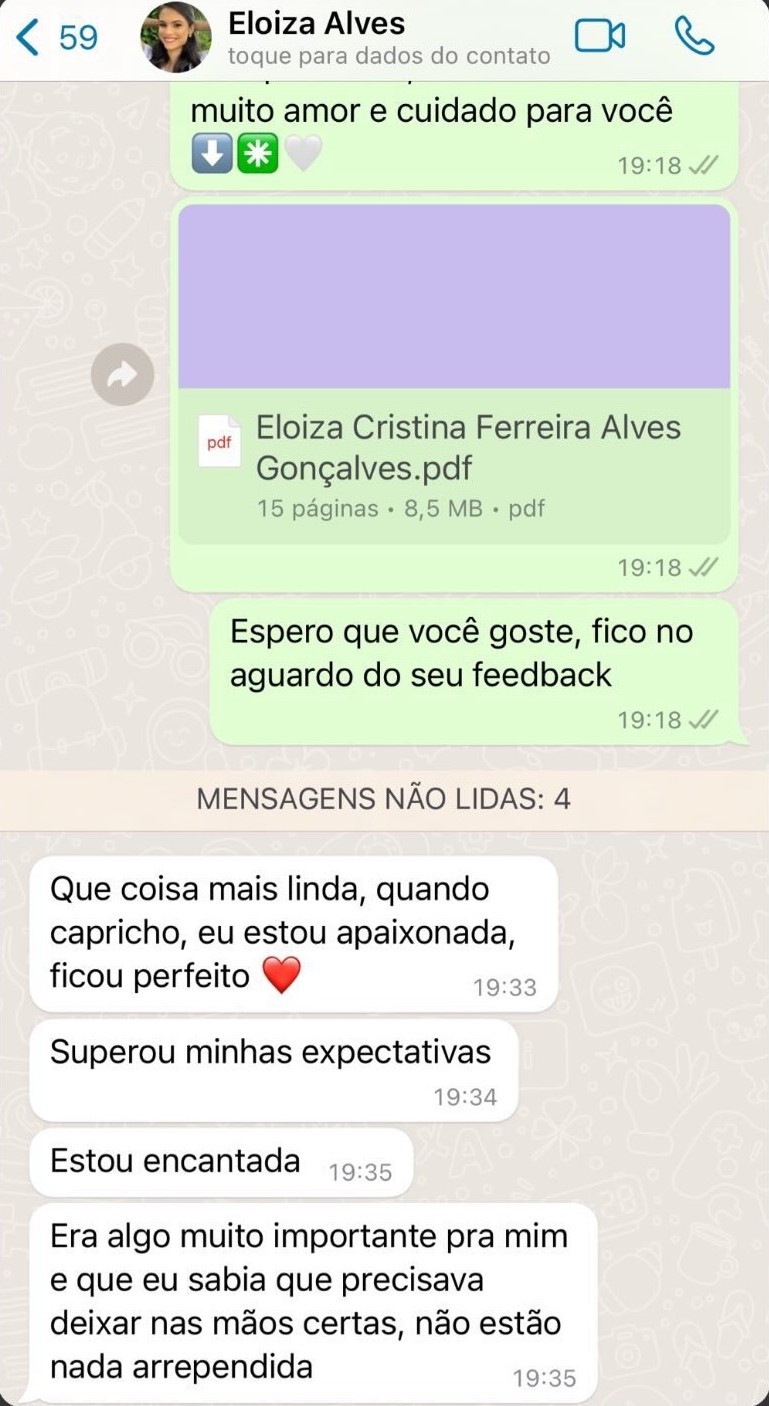 59
Eloiza Alves
toque para dados do contato
muito amor e cuidado para você
⬇️✳️🤍
19:18
pdf
Eloiza Cristina Ferreira Alves
Gonçalves.pdf
15 páginas • 8,5 MB • pdf
19:18
Espero que você goste, fico no
aguardo do seu feedback
19:18
MENSAGENS NÃO LIDAS: 4
Que coisa mais linda, quando
capricho, eu estou apaixonada,
ficou perfeito ❤️
19:33
Superou minhas expectativas
19:34
Estou encantada
19:35
Era algo muito importante pra mim
e que eu sabia que precisava
deixar nas mãos certas, não estão
nada arrependida
19:35